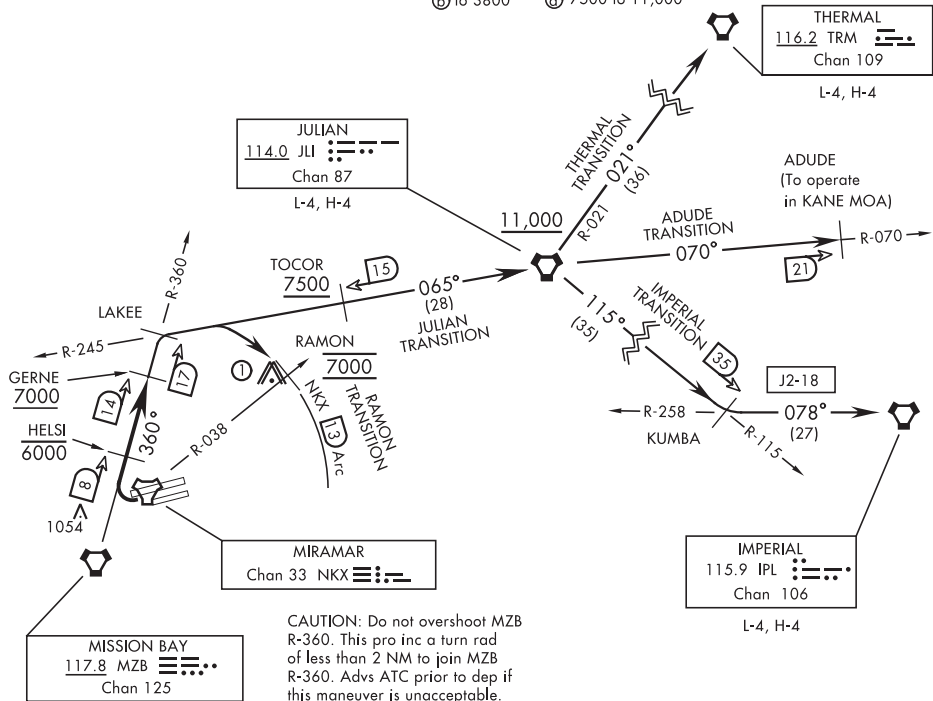 ⓑ to 3800 ⓓ 7500 to 11,000
THERMAL
116.2 TRM
Chan 109
L-4, H-4
JULIAN
114.0 JLI
Chan 87
L-4, H-4
THERMAL
TRANSITION
021°
(36)
R-021
ADUDE
(To operate
in KANE MOA)
11,000
ADUDE
TRANSITION
070°
R-070
21
R-360
TOCOR
7500
15
065°
(28)
JULIAN
TRANSITION
IMPERIAL
TRANSITION
115°
(35)
LAKEE
R-245
17
GERNE
7000
14
1
RAMON
7000
RAMON
TRANSITION
35
J2-18
HELSI
6000
360°
R-038
NKX 13 Arc
R-258
078°
(27)
KUMBA
R-115
8
1054
MIRAMAR
Chan 33 NKX
IMPERIAL
115.9 IPL
Chan 106
L-4, H-4
MISSION BAY
117.8 MZB
Chan 125
CAUTION: Do not overshoot MZB
R-360. This pro inc a turn rad
of less than 2 NM to join MZB
R-360. Advs ATC prior to dep if
this maneuver is unacceptable.